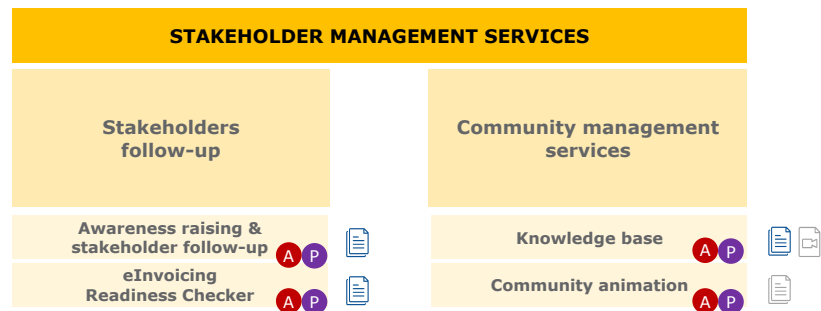 STAKEHOLDER MANAGEMENT SERVICES
Stakeholders
follow-up
Community management
services
Awareness raising &
stakeholder follow-up
A P
Knowledge base
A P
eInvoicing
Readiness Checker
A P
Community animation
A P